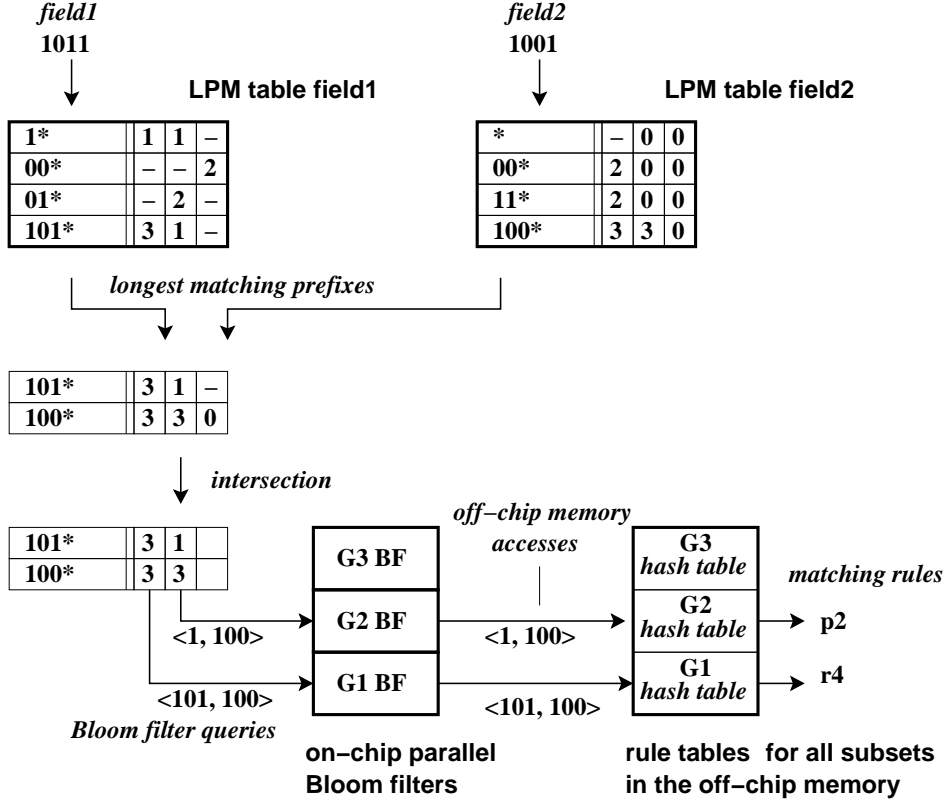 field1
field2
1011
1001
LPM table field1
LPM table field2
1* 1 1 –
00* – – 2
01* – 2 –
101* 3 1 –
* – 0 0
00* 2 0 0
11* 2 0 0
100* 3 3 0
longest matching prefixes
101* 3 1 –
100* 3 3 0
intersection
101* 3 1
100* 3 3
off–chip memory
accesses
G3 BF
G2 BF
G1 BF
G3
hash table
G2
hash table
G1
hash table
matching rules
<1, 100>
<1, 100>
p2
<101, 100>
<101, 100>
r4
Bloom filter queries
on–chip parallel
Bloom filters
rule tables for all subsets
in the off–chip memory